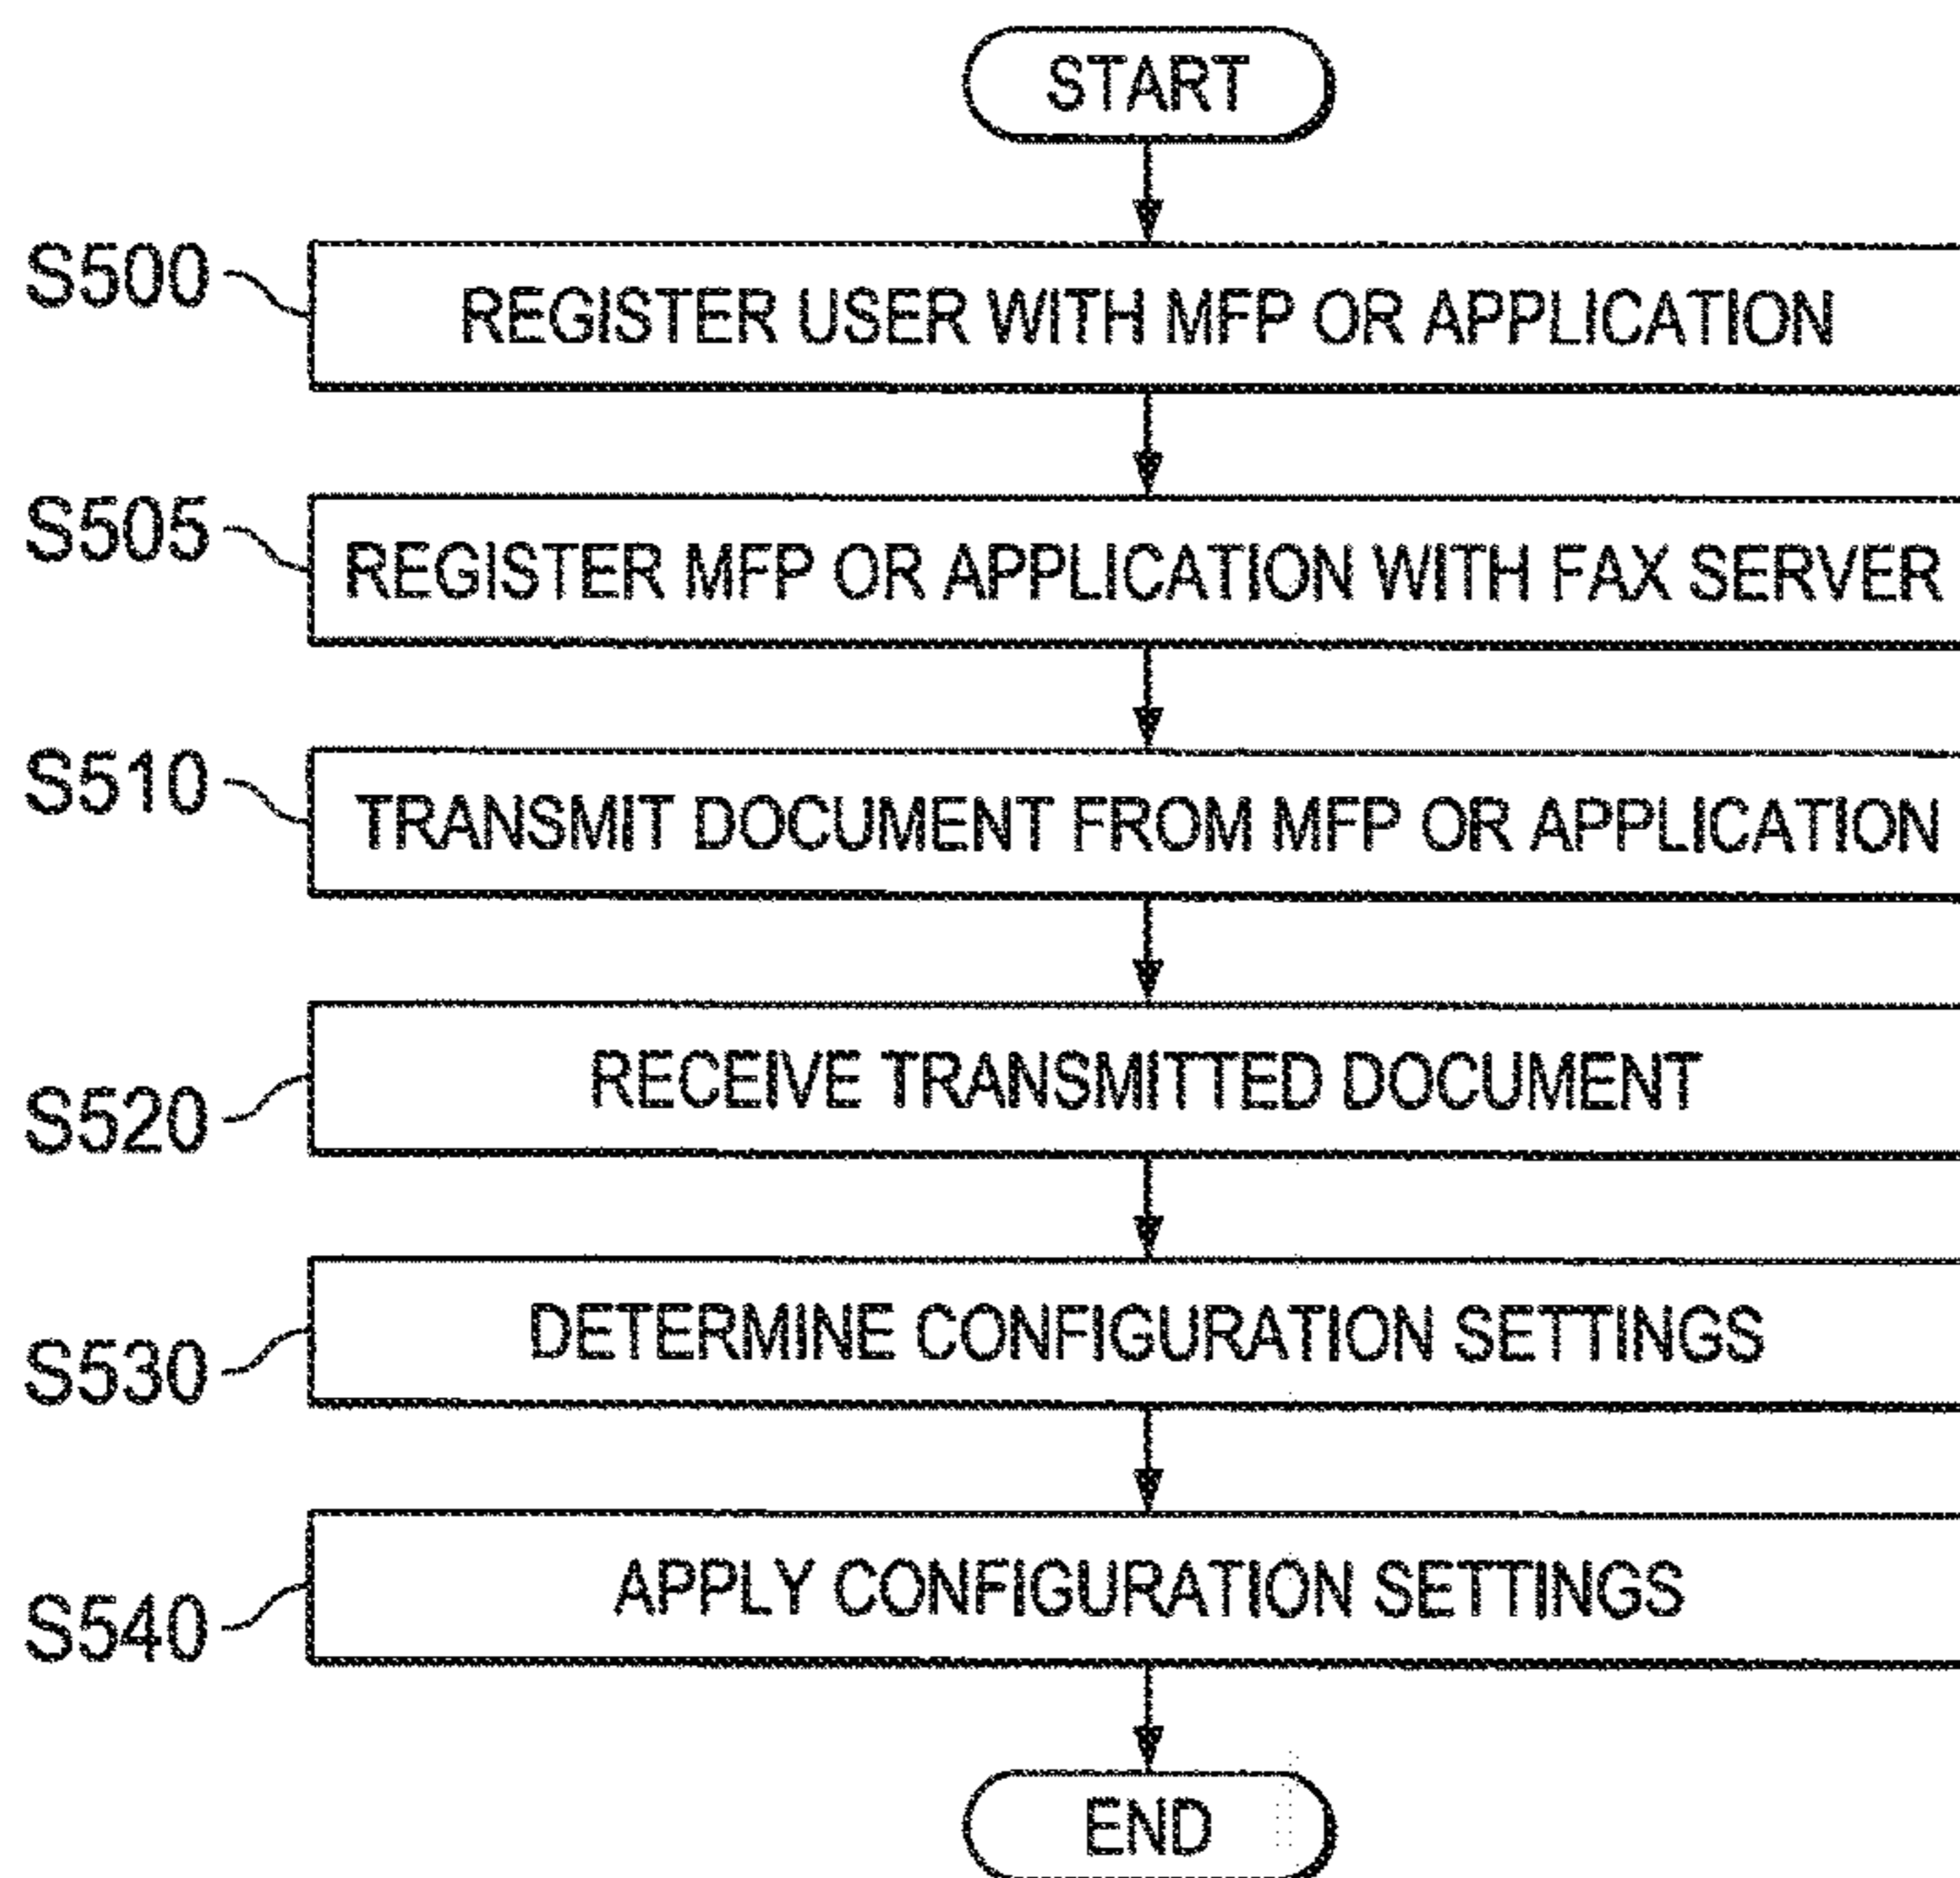 START
S500
REGISTER USER WITH MFP OR APPLICATION
S505
REGISTER MFP OR APPLICATION WITH FAX SERVER
S510
TRANSMIT DOCUMENT FROM MFP OR APPLICATION
S520
RECEIVE TRANSMITTED DOCUMENT
S530
DETERMINE CONFIGURATION SETTINGS
S540
APPLY CONFIGURATION SETTINGS
END